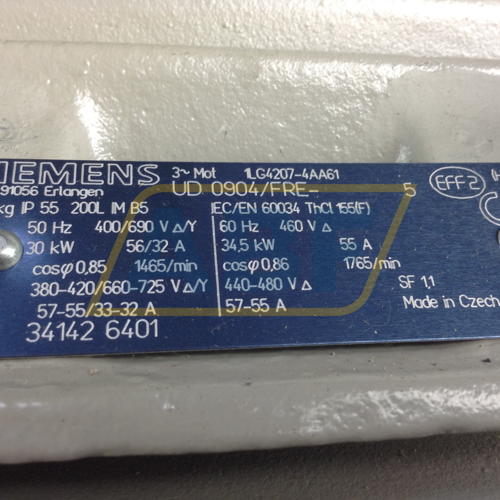 SIEMENS 3~ Mot 1LG4207-4AA61
91056 Erlangen UD 0904/FRE- 5 EFF2
kg IP 55 200L IM B5 IEC/EN 60034 ThCl 155(F)
50 Hz 400/690 V Δ/Y 60 Hz 460 V Δ
30 kW 56/32 A 34,5 kW 55 A
cosφ 0,85 1465/min cosφ 0,86 1765/min
380-420/660-725 V Δ/Y 440-480 V Δ SF 1,1
57-55/33-32 A 57-55 A Made in Czech
34142 6401